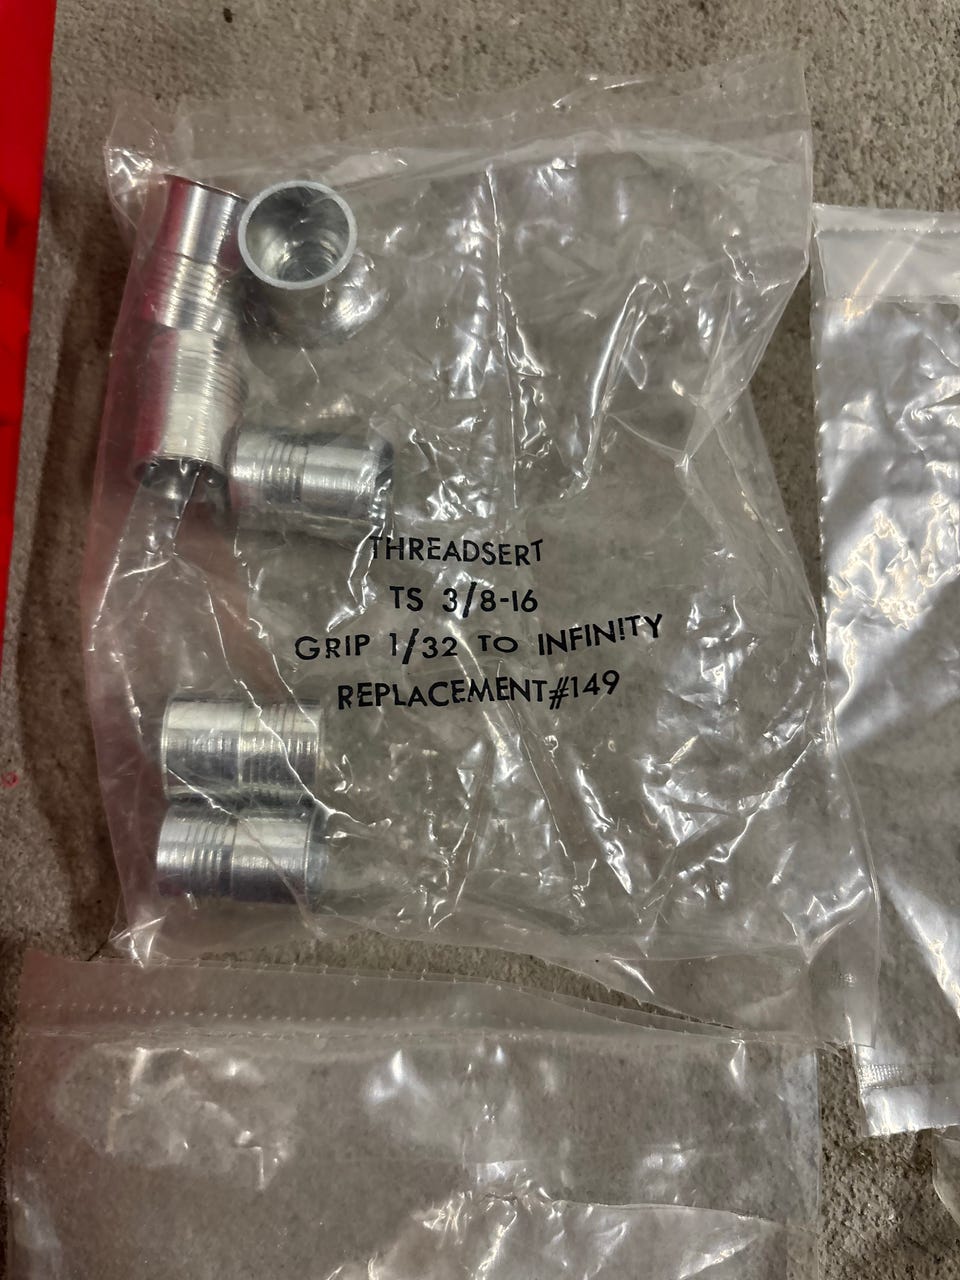 THREADSERT
TS 3/8-16
GRIP 1/32 TO INFINITY
REPLACEMENT#149